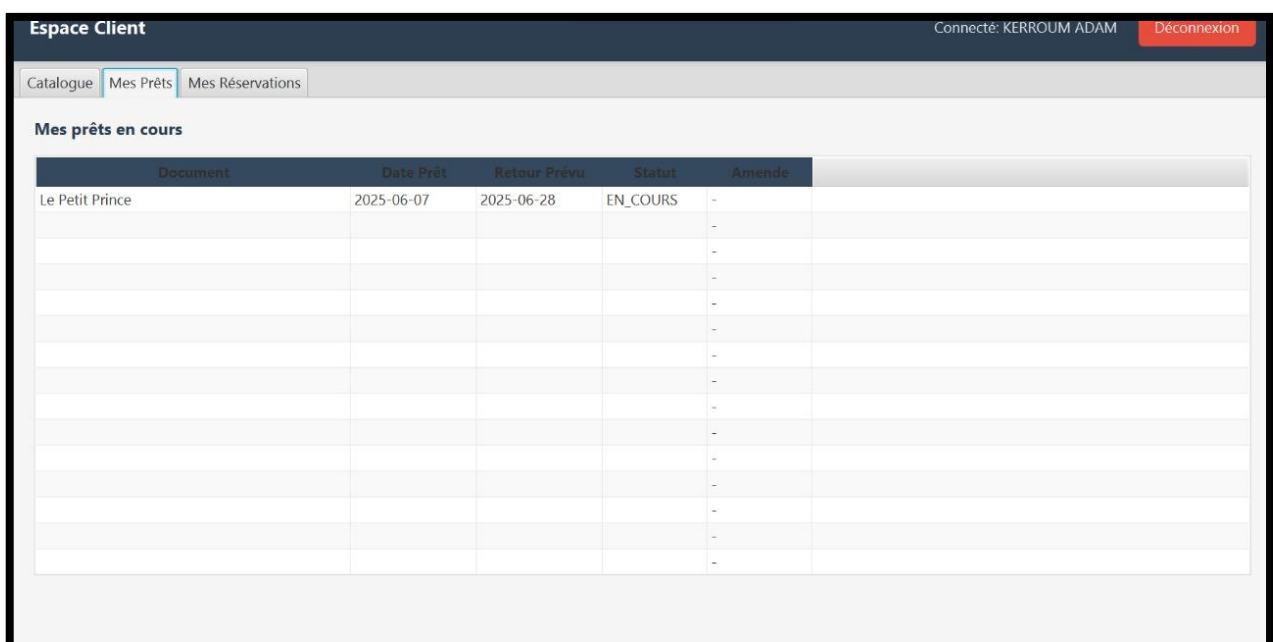 Espace Client Connecté: KERROUM ADAM Déconnexion
Catalogue Mes Prêts Mes Réservations
Mes prêts en cours
Document Date Prêt Retour Prévu Statut Amende
Le Petit Prince 2025-06-07 2025-06-28 EN_COURS -
-
-
-
-
-
-
-
-
-
-
-
-
-
-